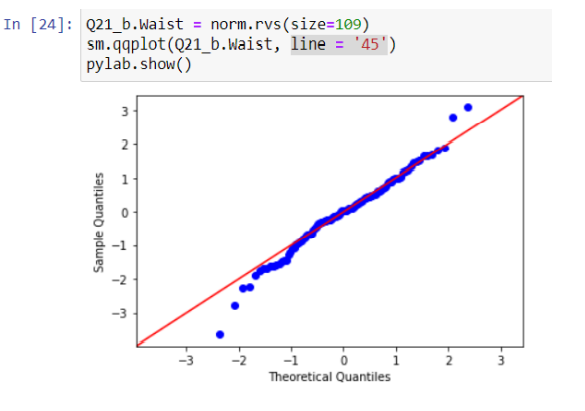 In [24]: Q21_b.Waist = norm.rvs(size=109)
sm.qqplot(Q21_b.Waist, line = '45')
pylab.show()
3
2
1
0
−1
−2
−3
Sample Quantiles
−3 −2 −1 0 1 2 3
Theoretical Quantiles